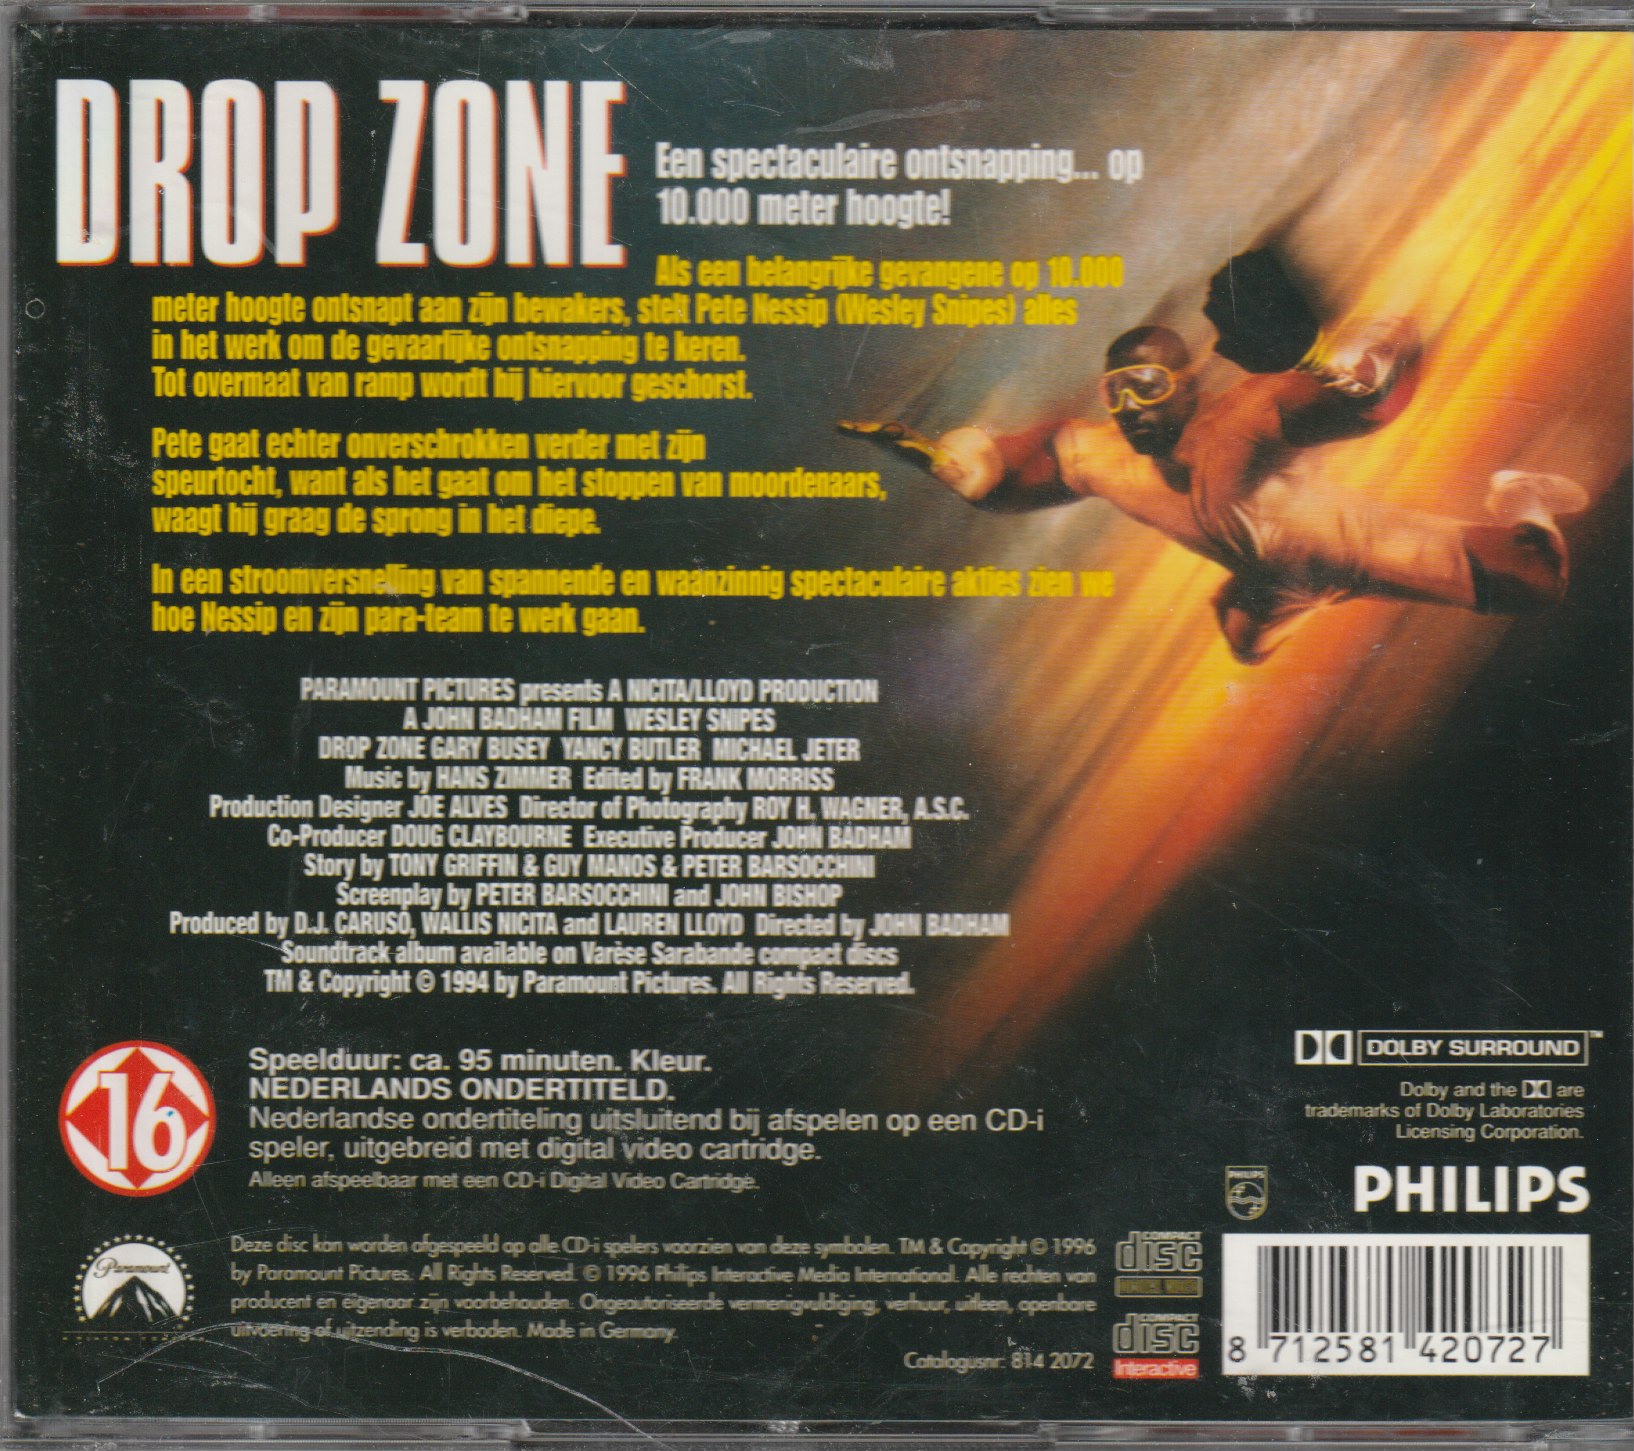 DROP ZONE
Een spectaculaire ontsnapping... op
10.000 meter hoogte!
Als een belangrijke gevangene op 10.000
meter hoogte ontsnapt aan zijn bewakers, stelt Pete Nessip (Wesley Snipes) alles
in het werk om de gevaarlijke ontsnapping te keren.
Tot overmaat van ramp wordt hij hiervoor geschorst.
Pete gaat echter onverschrokken verder met zijn
speurtocht, want als het gaat om het stoppen van moordenaars,
waagt hij graag de sprong in het diepe.
In een stroomversnelling van spannende en waanzinnig spectaculaire akties zien we
hoe Nessip en zijn para-team te werk gaan.
PARAMOUNT PICTURES presents A NICITA/LLOYD PRODUCTION
A JOHN BADHAM FILM WESLEY SNIPES
DROP ZONE GARY BUSEY YANCY BUTLER MICHAEL JETER
Music by HANS ZIMMER Edited by FRANK MORRISS
Production Designer JOE ALVES Director of Photography ROY H. WAGNER, A.S.C.
Co-Producer DOUG CLAYBOURNE Executive Producer JOHN BADHAM
Story by TONY GRIFFIN & GUY MANOS & PETER BARSOCCHINI
Screenplay by PETER BARSOCCHINI and JOHN BISHOP
Produced by D.J. CARUSO, WALLIS NICITA and LAUREN LLOYD Directed by JOHN BADHAM
Soundtrack album available on Varèse Sarabande compact discs
TM & Copyright © 1994 by Paramount Pictures. All Rights Reserved.
16
Speelduur: ca. 95 minuten. Kleur.
NEDERLANDS ONDERTITELD.
Nederlandse ondertiteling uitsluitend bij afspelen op een CD-i
speler, uitgebreid met digital video cartridge.
Alleen afspeelbaar met een CD-i Digital Video Cartridge.
DOLBY SURROUND™
Dolby and the are
trademarks of Dolby Laboratories
Licensing Corporation.
PHILIPS
PHILIPS
Paramount
Deze disc kan worden afgespeeld op alle CD-i spelers voorzien van deze symbolen. TM & Copyright © 1996
by Paramount Pictures. All Rights Reserved. © 1996 Philips Interactive Media International. Alle rechten van
producent en eigenaar zijn voorbehouden. Ongeautoriseerde vermenigvuldiging, verhuur, uitleen, openbare
uitvoering of uitzending is verboden. Made in Germany.
Catalogusnr: 814 2072
COMPACT
disc
COMPACT
disc
Interactive
8 712581 420727